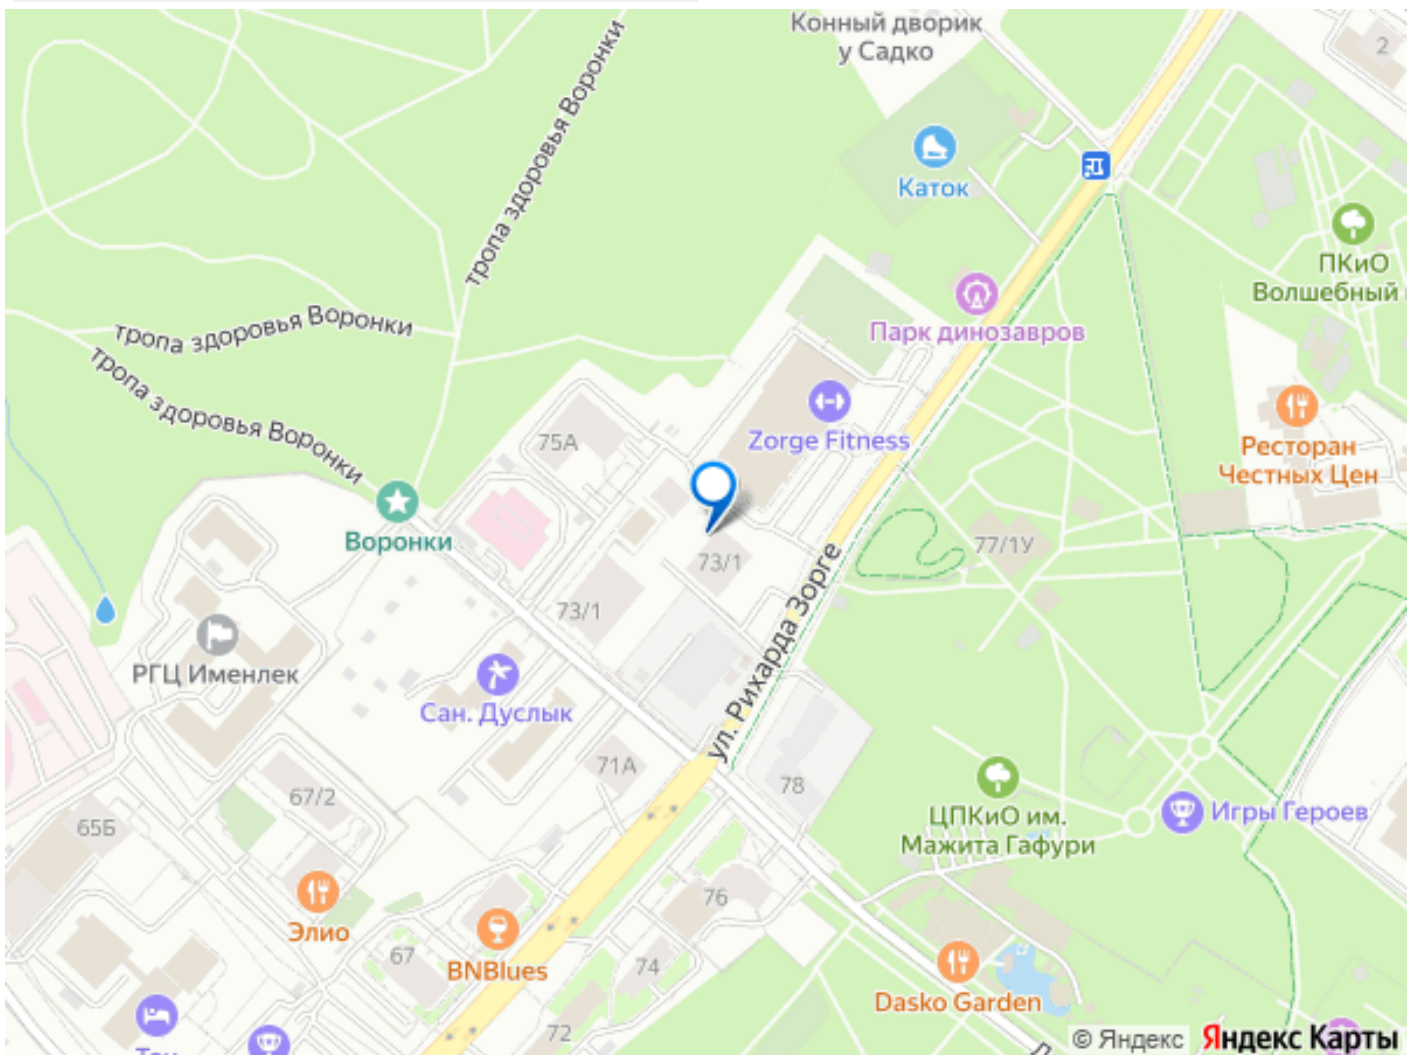 Конный дворик
у Садко
2
тропа здоровья Воронки
Каток
ПКиО
Волшебный
тропа здоровья Воронки
Парк динозавров
тропа здоровья Воронки
75А
Zorge Fitness
Ресторан
Честных Цен
Воронки
73/1
77/1У
73/1
ул. Рихарда Зорге
РГЦ Именлек
Сан. Дуслык
71А
78
67/2
65Б
ЦПКиО им.
Мажита Гафури
Игры Героев
76
Элио
67
BNBlues
74
Dasko Garden
72
© Яндекс Яндекс Карты